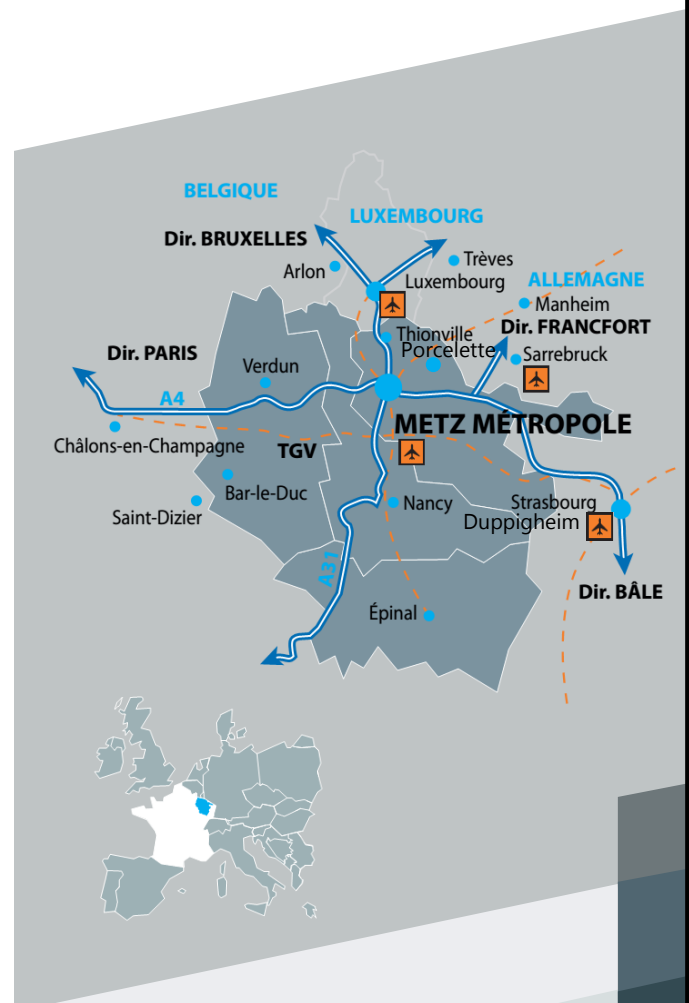 BELGIQUE
LUXEMBOURG
Dir. BRUXELLES
Trèves
Arlon
Luxembourg
ALLEMAGNE
Manheim
Dir. FRANCFORT
Thionville
Porcelette
Sarrebruck
Dir. PARIS
Verdun
A4
METZ MÉTROPOLE
Châlons-en-Champagne
TGV
Bar-le-Duc
Nancy
Strasbourg
Saint-Dizier
Duppigheim
A31
Dir. BÂLE
Épinal